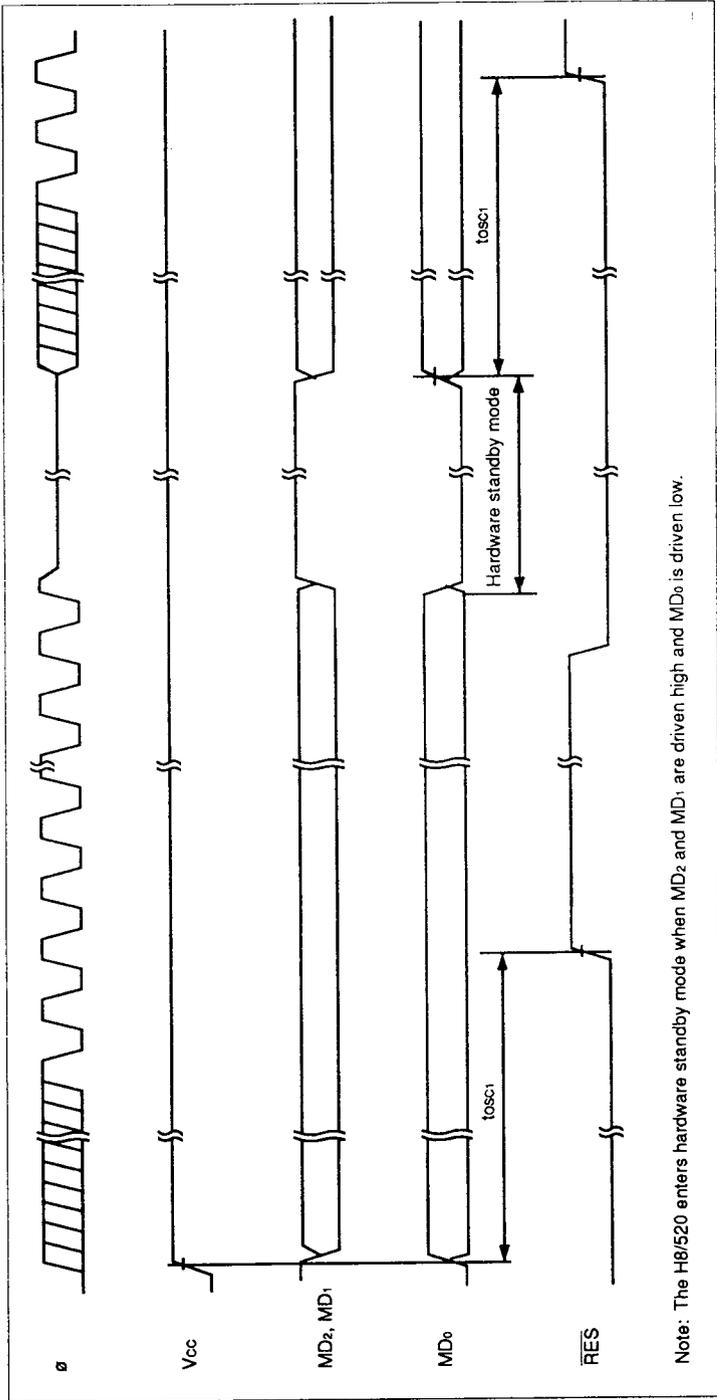 ø
Vcc
MD2, MD1
MD0
RES
tosc1
Hardware standby mode
tosc1
Note: The H8/520 enters hardware standby mode when MD2 and MD1 are driven high and MD0 is driven low.